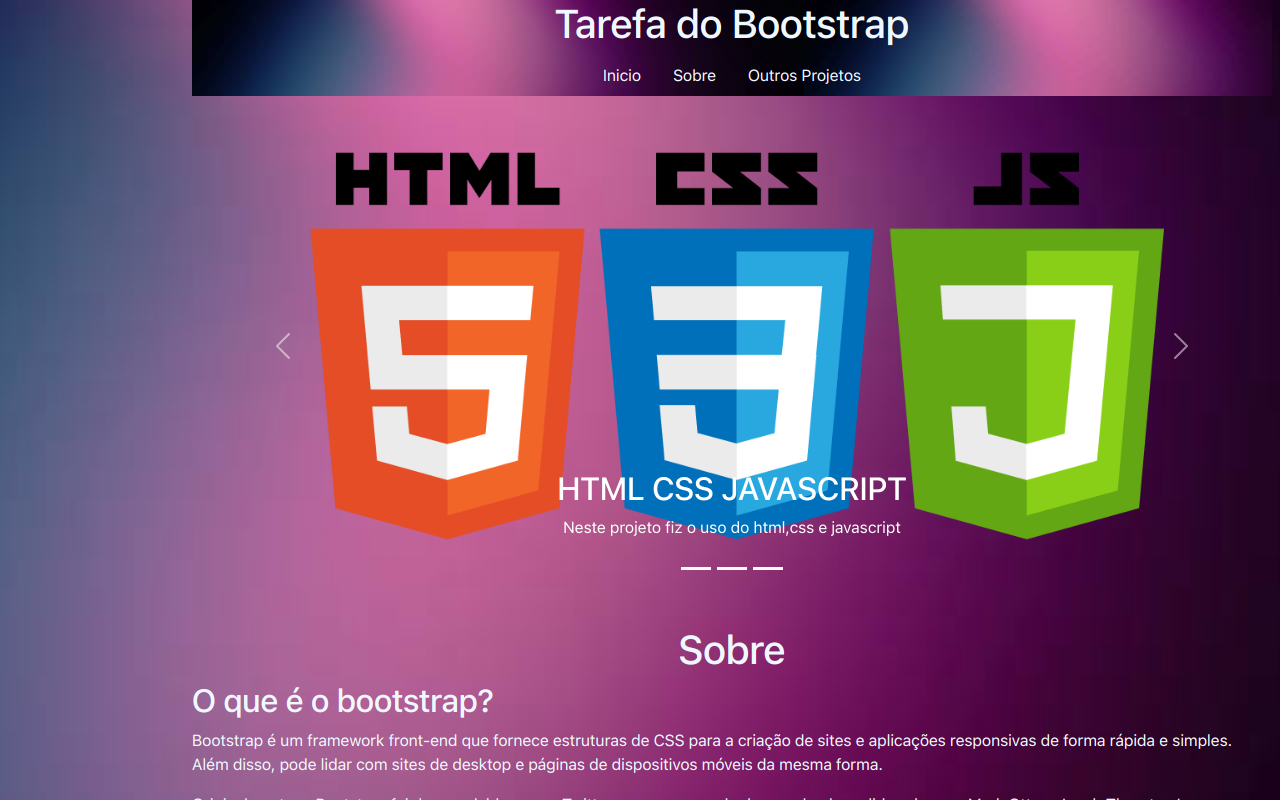 Tarefa do Bootstrap
Inicio Sobre Outros Projetos
HTML CSS JS
HTML CSS JAVASCRIPT
Neste projeto fiz o uso do html,css e javascript
Sobre
O que é o bootstrap?
Bootstrap é um framework front-end que fornece estruturas de CSS para a criação de sites e aplicações responsivas de forma rápida e simples.
Além disso, pode lidar com sites de desktop e páginas de dispositivos móveis da mesma forma.